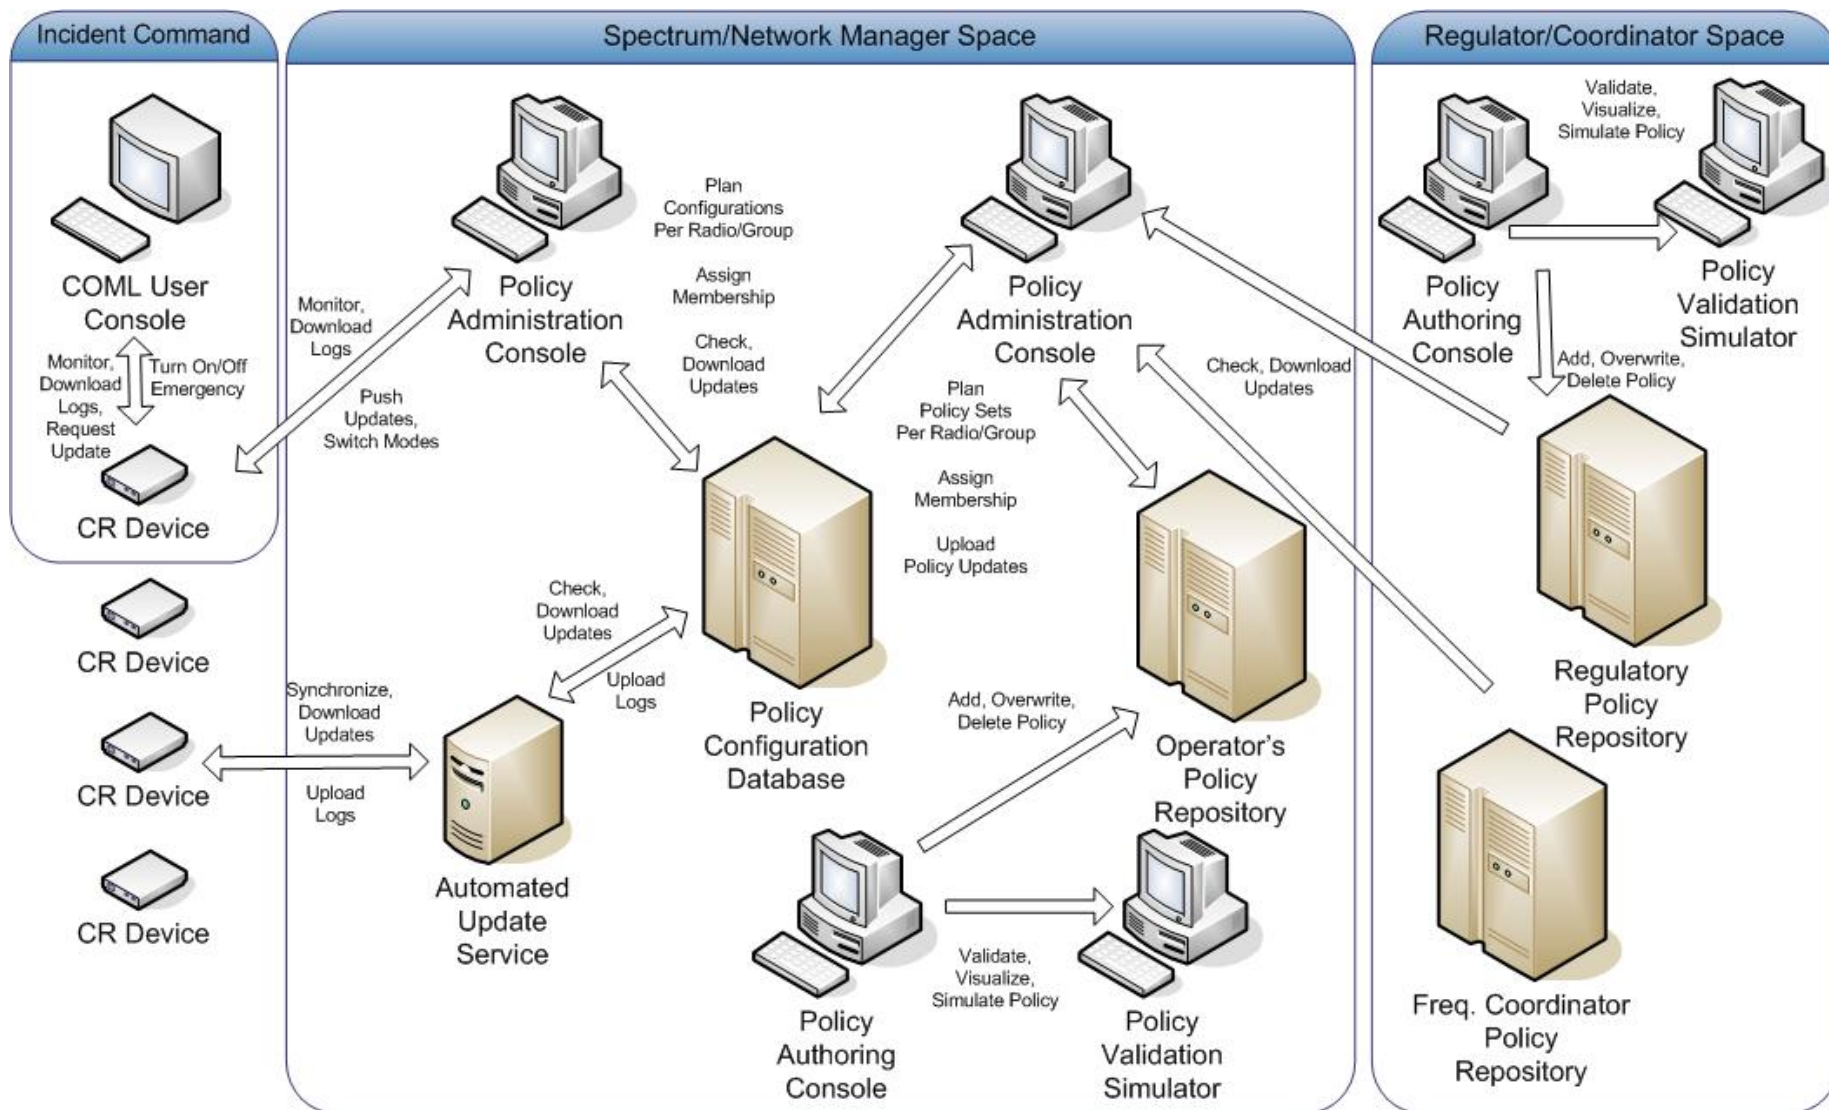 Incident Command
Spectrum/Network Manager Space
Regulator/Coordinator Space
COML User
Console
Monitor,
Download
Logs,
Request
Update
Turn On/Off
Emergency
CR Device
CR Device
CR Device
CR Device
Policy
Administration
Console
Monitor,
Download
Logs
Push
Updates,
Switch Modes
Plan
Configurations
Per Radio/Group
Assign
Membership
Check,
Download
Updates
Policy
Administration
Console
Plan
Policy Sets
Per Radio/Group
Assign
Membership
Upload
Policy Updates
Check, Download
Updates
Check,
Download
Updates
Upload
Logs
Synchronize,
Download
Updates
Upload
Logs
Automated
Update
Service
Policy
Configuration
Database
Add, Overwrite,
Delete Policy
Operator's
Policy
Repository
Policy
Authoring
Console
Validate,
Visualize,
Simulate Policy
Policy
Validation
Simulator
Validate,
Visualize,
Simulate Policy
Policy
Authoring
Console
Policy
Validation
Simulator
Add, Overwrite,
Delete Policy
Regulatory
Policy
Repository
Freq. Coordinator
Policy
Repository